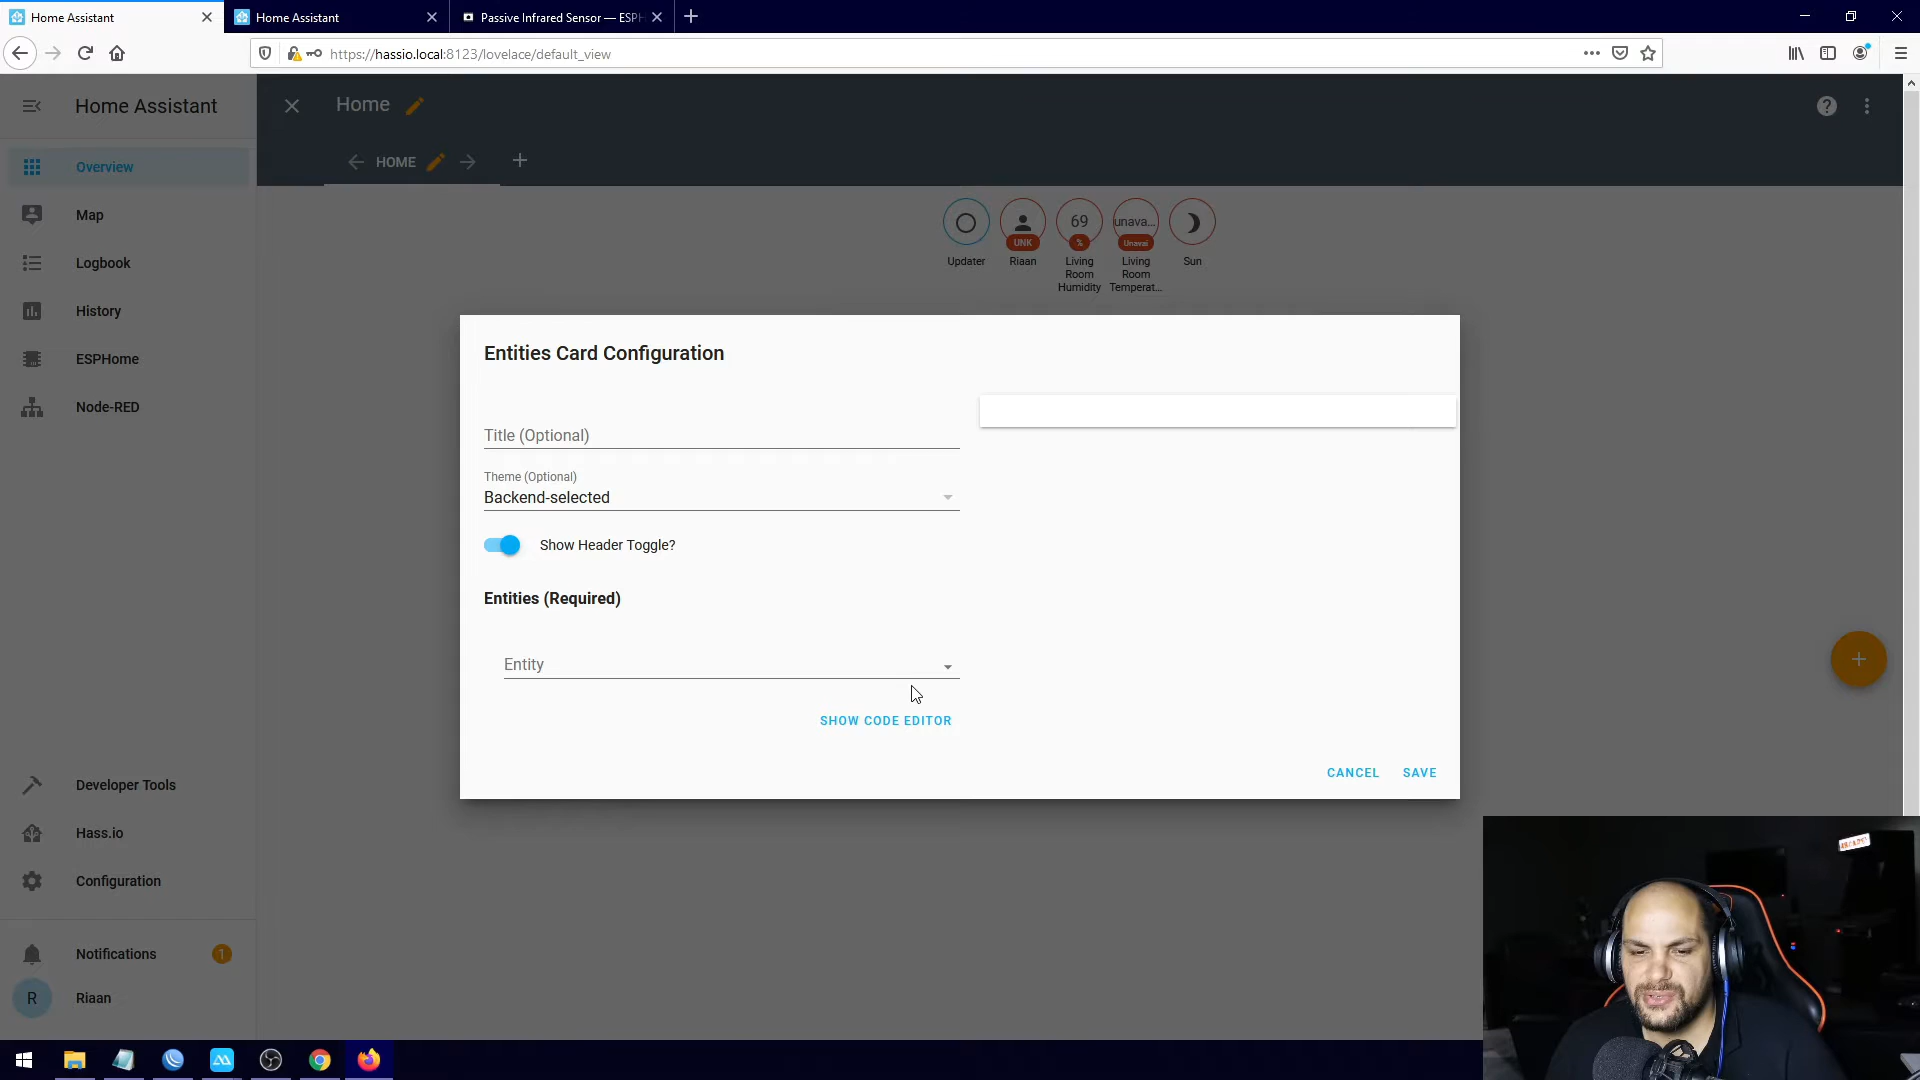 Home Assistant
Home Assistant
Passive Infrared Sensor — ESPH
https://hassio.local:8123/lovelace/default_view
Home Assistant
Home
HOME
Overview
Map
Logbook
History
ESPHome
Node-RED
Developer Tools
Hass.io
Configuration
Notifications
1
R
Riaan
UNK
69
%
unava...
Unavai
Updater
Riaan
Living Room Humidity
Living Room Temperat...
Sun
Entities Card Configuration
Title (Optional)
Theme (Optional)
Backend-selected
Show Header Toggle?
Entities (Required)
Entity
SHOW CODE EDITOR
CANCEL
SAVE